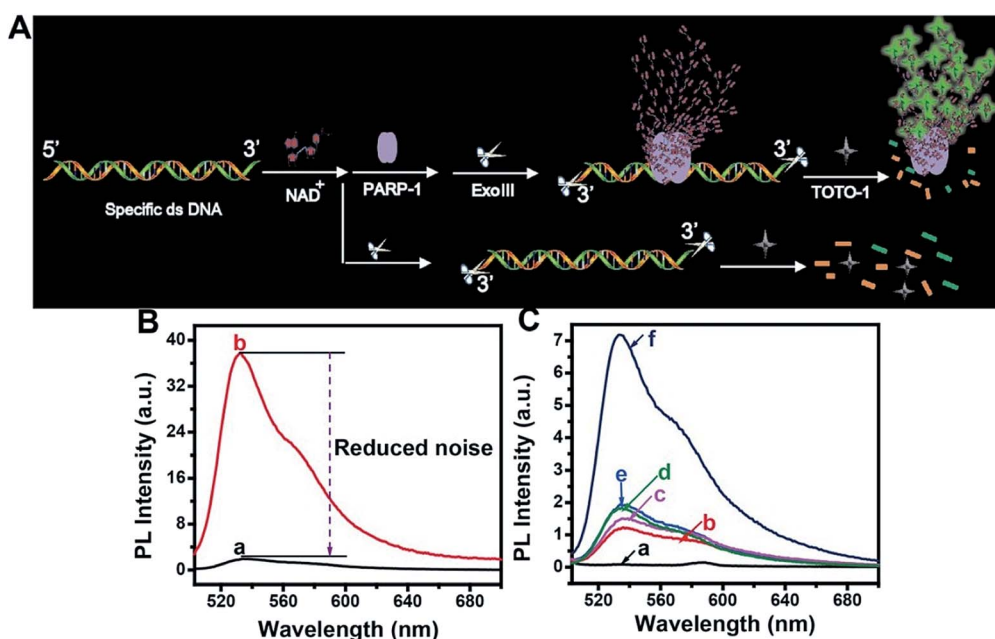 A
5’
3’
NAD+
PARP-1
ExoIII
3’
3’
TOTO-1
Specific ds DNA
3’
3’
B
C
40
36
32
24
16
8
0
PL Intensity (a.u.)
b
Reduced noise
a
520 560 600 640 680
Wavelength (nm)
7
6
5
4
3
2
1
0
PL Intensity (a.u.)
f
e
d
c
b
a
520 560 600 640 680
Wavelength (nm)